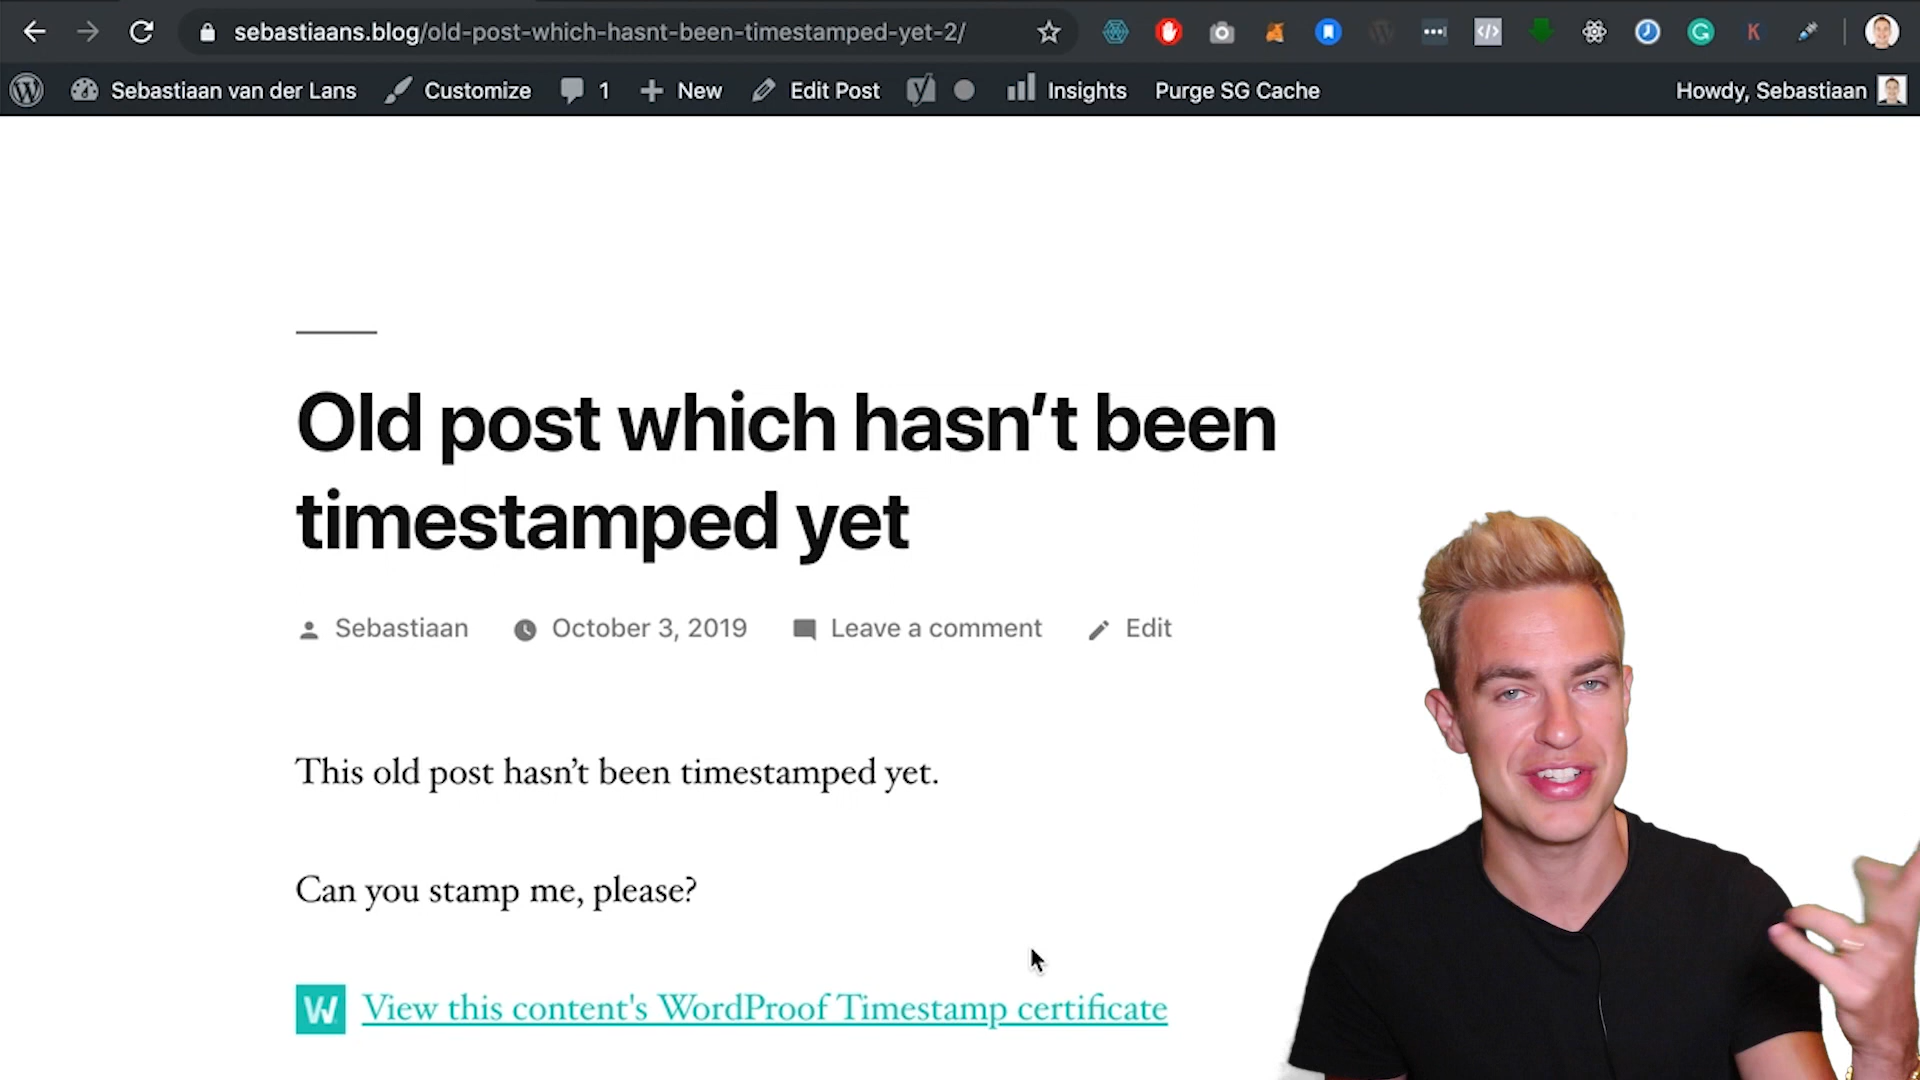 sebastiaans.blog/old-post-which-hasnt-been-timestamped-yet-2/
Sebastiaan van der Lans Customize 1 New Edit Post Insights Purge SG Cache Howdy, Sebastiaan
Old post which hasn’t been
timestamped yet
Sebastiaan October 3, 2019 Leave a comment Edit
This old post hasn’t been timestamped yet.
Can you stamp me, please?
W View this content's WordProof Timestamp certificate